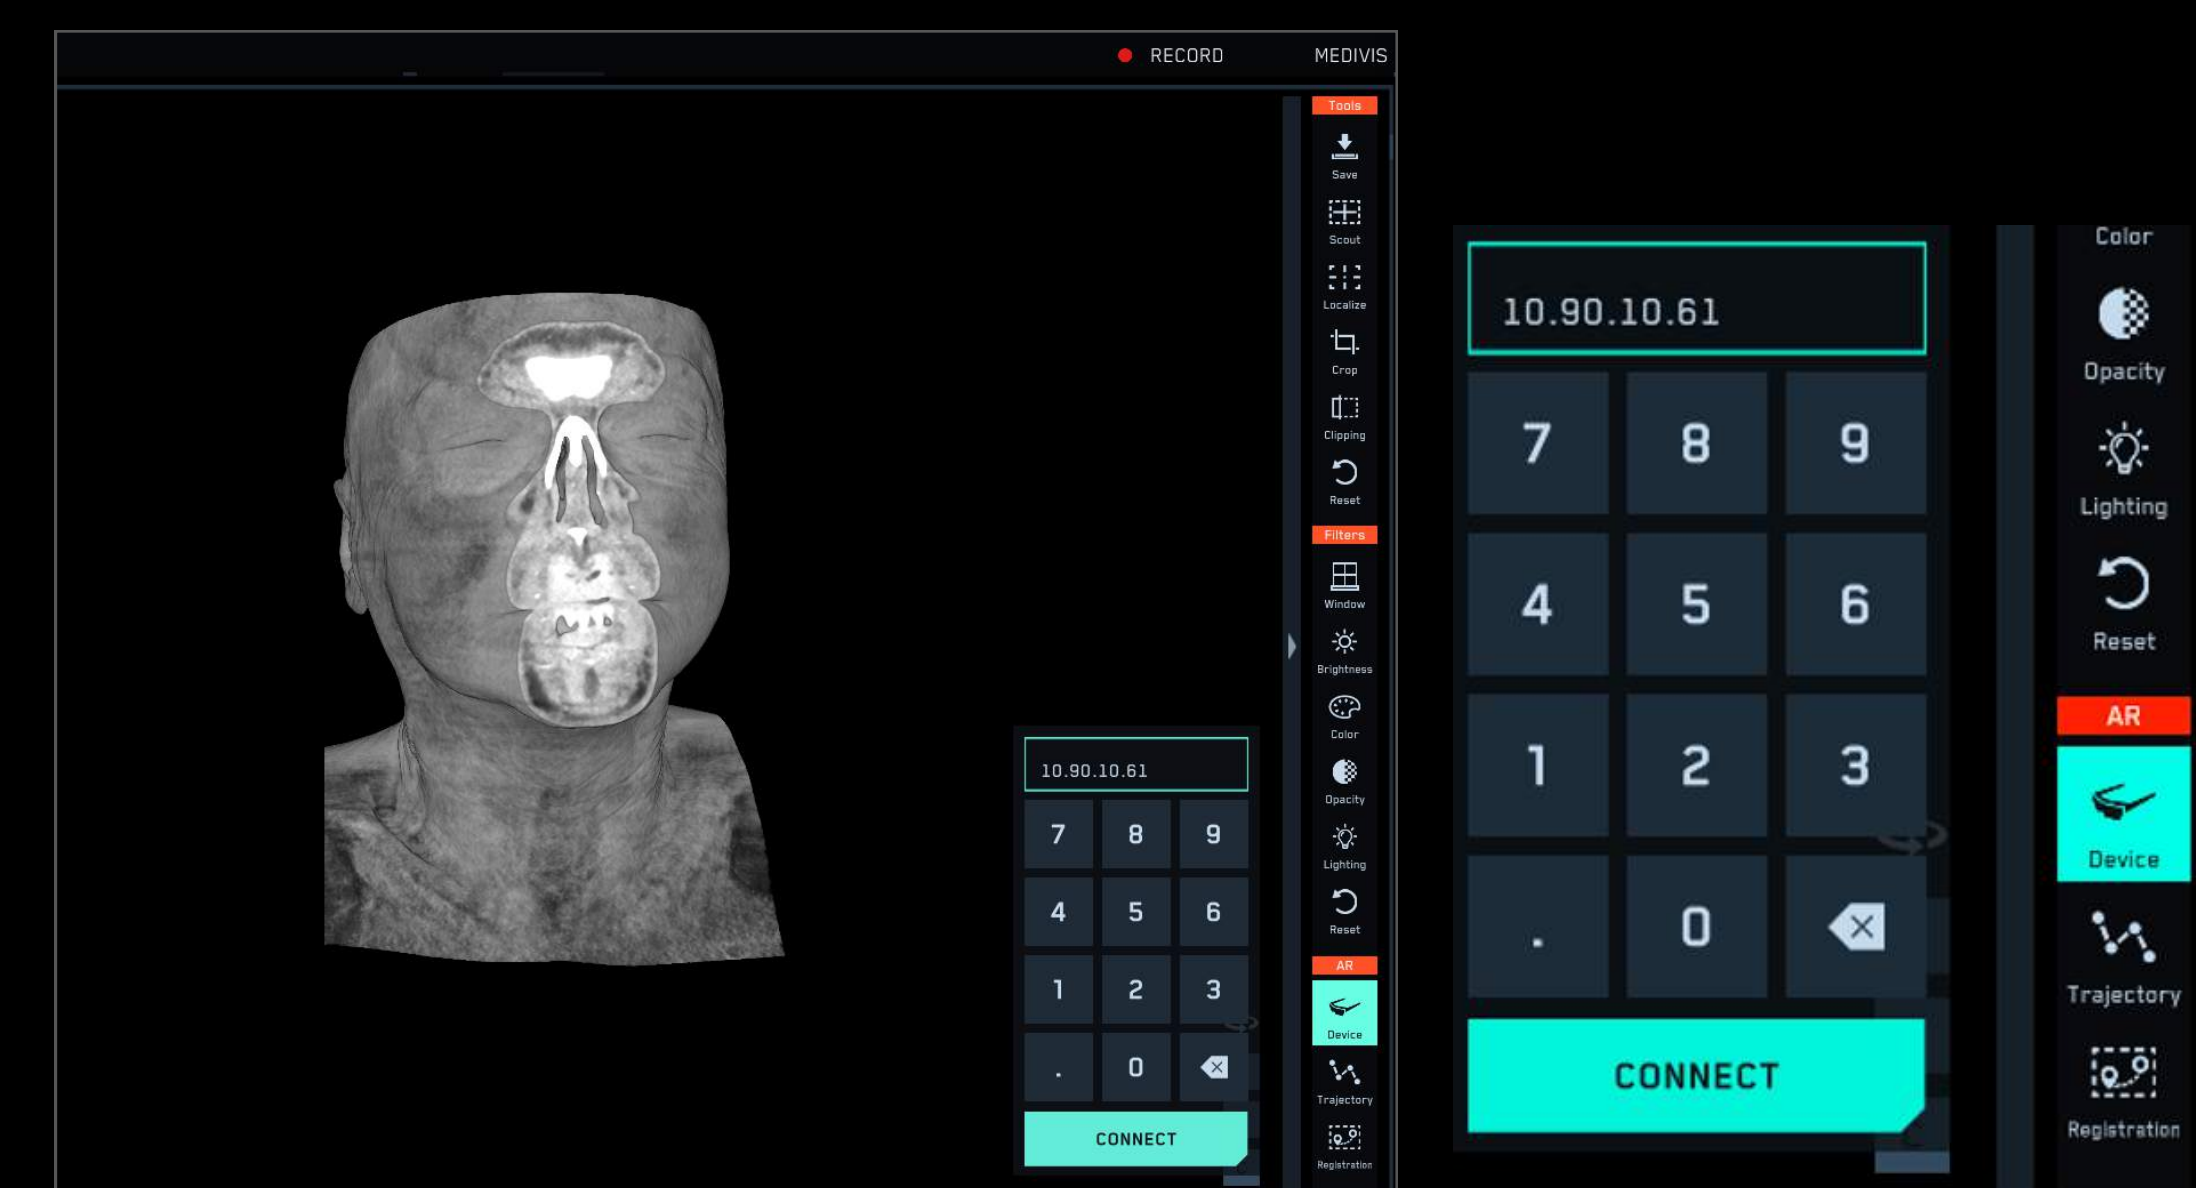 RECORD MEDIVIS
Tools
Save
Scout
Localize
Crop
Clipping
Reset
Filters
Window
Brightness
Color
Opacity
Lighting
Reset
AR
Device
Trajectory
Registration
10.90.10.61
7 8 9
4 5 6
1 2 3
. 0
CONNECT
10.90.10.61
7 8 9
4 5 6
1 2 3
. 0
CONNECT
Color
Opacity
Lighting
Reset
AR
Device
Trajectory
Registration